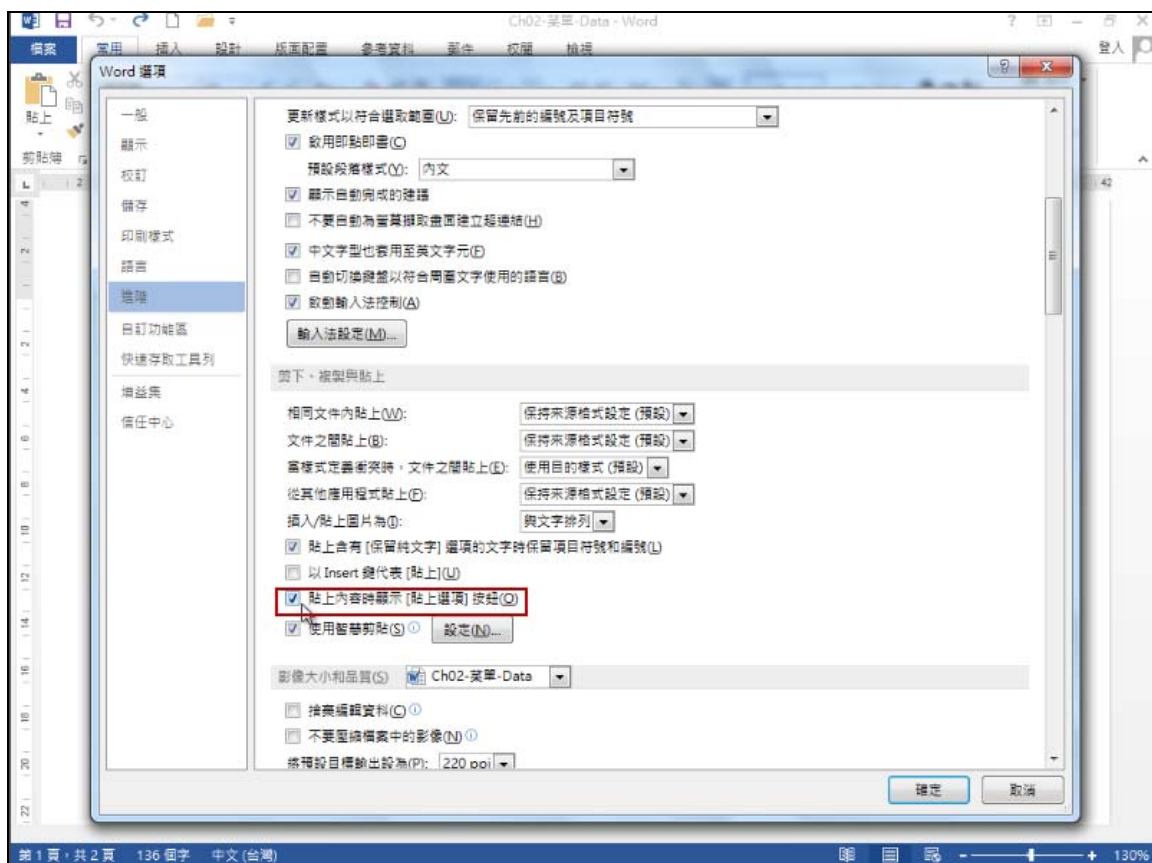 Ch02-菜單-Data - Word
檔案 常用 插入 設計 版面配置 參考資料 郵件 校閱 檢視 登入
貼上
剪貼簿
Word 選項
一般
顯示
校訂
儲存
印刷樣式
語言
進階
自訂功能區
快速存取工具列
增益集
信任中心
更新樣式以符合選取範圍(U): 保留先前的編號及項目符號
啟用即點即書(C)
預設段落樣式(Y): 內文
顯示自動完成的建議
不要自動為螢幕擷取畫面建立超連結(H)
中文字型也套用至英文字元(F)
自動切換鍵盤以符合周圍文字使用的語言(B)
啟動輸入法控制(A)
輸入法設定(M)...
剪下、複製與貼上
相同文件內貼上(W): 保持來源格式設定 (預設)
文件之間貼上(B): 保持來源格式設定 (預設)
當樣式定義衝突時，文件之間貼上(E): 使用目的樣式 (預設)
從其他應用程式貼上(F): 保持來源格式設定 (預設)
插入/貼上圖片為(I): 與文字排列
貼上含有 [保留純文字] 選項的文字時保留項目符號和編號(L)
以 Insert 鍵代表 [貼上](U)
貼上內容時顯示 [貼上選項] 按鈕(O)
使用智慧剪貼(S) 設定(N)...
影像大小和品質(S) Ch02-菜單-Data
捨棄編輯資料(C)
不要壓縮檔案中的影像(N)
將預設目標輸出設為(P): 220 ppi
確定 取消
第 1 頁，共 2 頁 136 個字 中文 (台灣) 130%